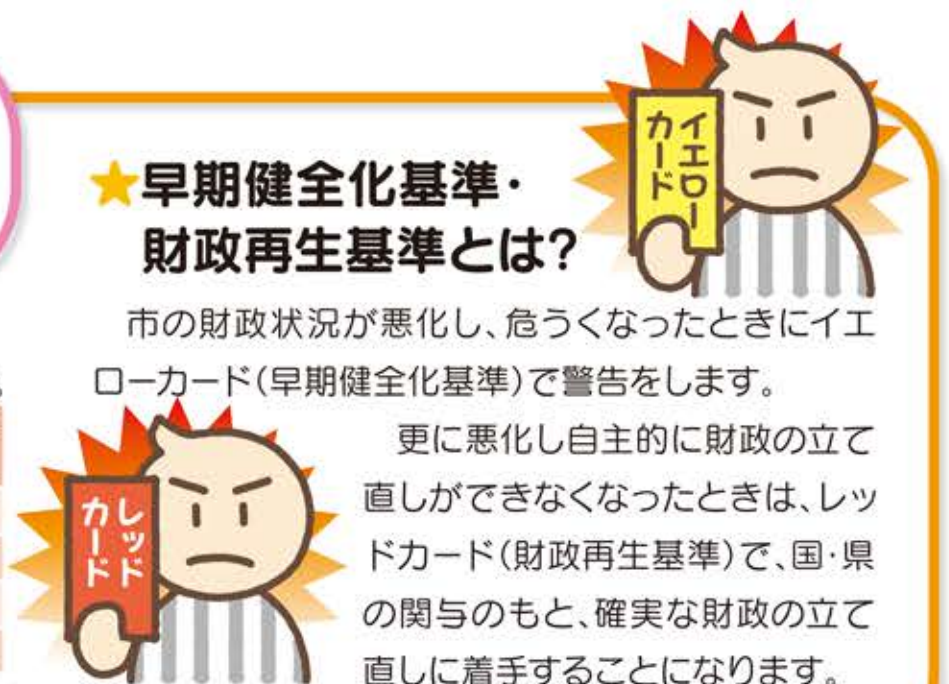 ★早期健全化基準・
財政再生基準とは?
イエロー
カード
市の財政状況が悪化し、危うくなったときにイエ
ローカード(早期健全化基準)で警告をします。
レッド
カード
更に悪化し自主的に財政の立て
直しができなくなったときは、レッ
ドカード(財政再生基準)で、国・県
の関与のもと、確実な財政の立て
直しに着手することになります。